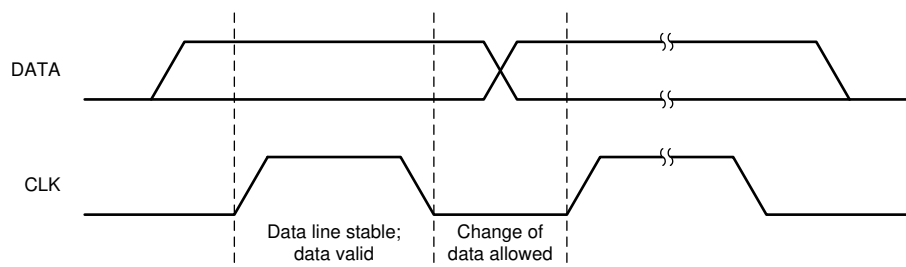 DATA
CLK
Data line stable;
data valid
Change of
data allowed